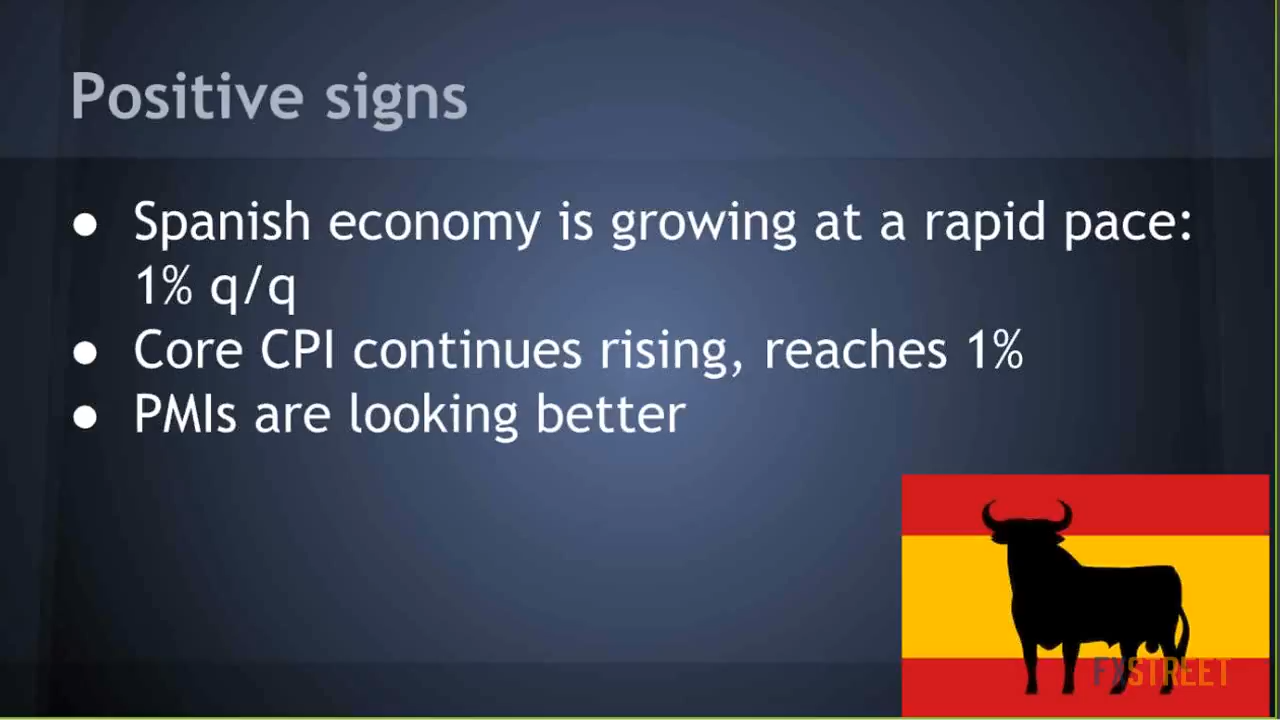 Positive signs
● Spanish economy is growing at a rapid pace:
1% q/q
● Core CPI continues rising, reaches 1%
● PMIs are looking better
FXSTREET